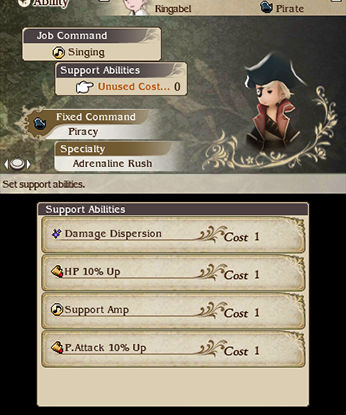 Ability
Ringabel
Pirate
Job Command
Singing
Support Abilities
Unused Cost... 0
Fixed Command
Piracy
Specialty
Adrenaline Rush
Set support abilities.
Support Abilities
Damage Dispersion Cost 1
HP 10% Up Cost 1
Support Amp Cost 1
P.Attack 10% Up Cost 1